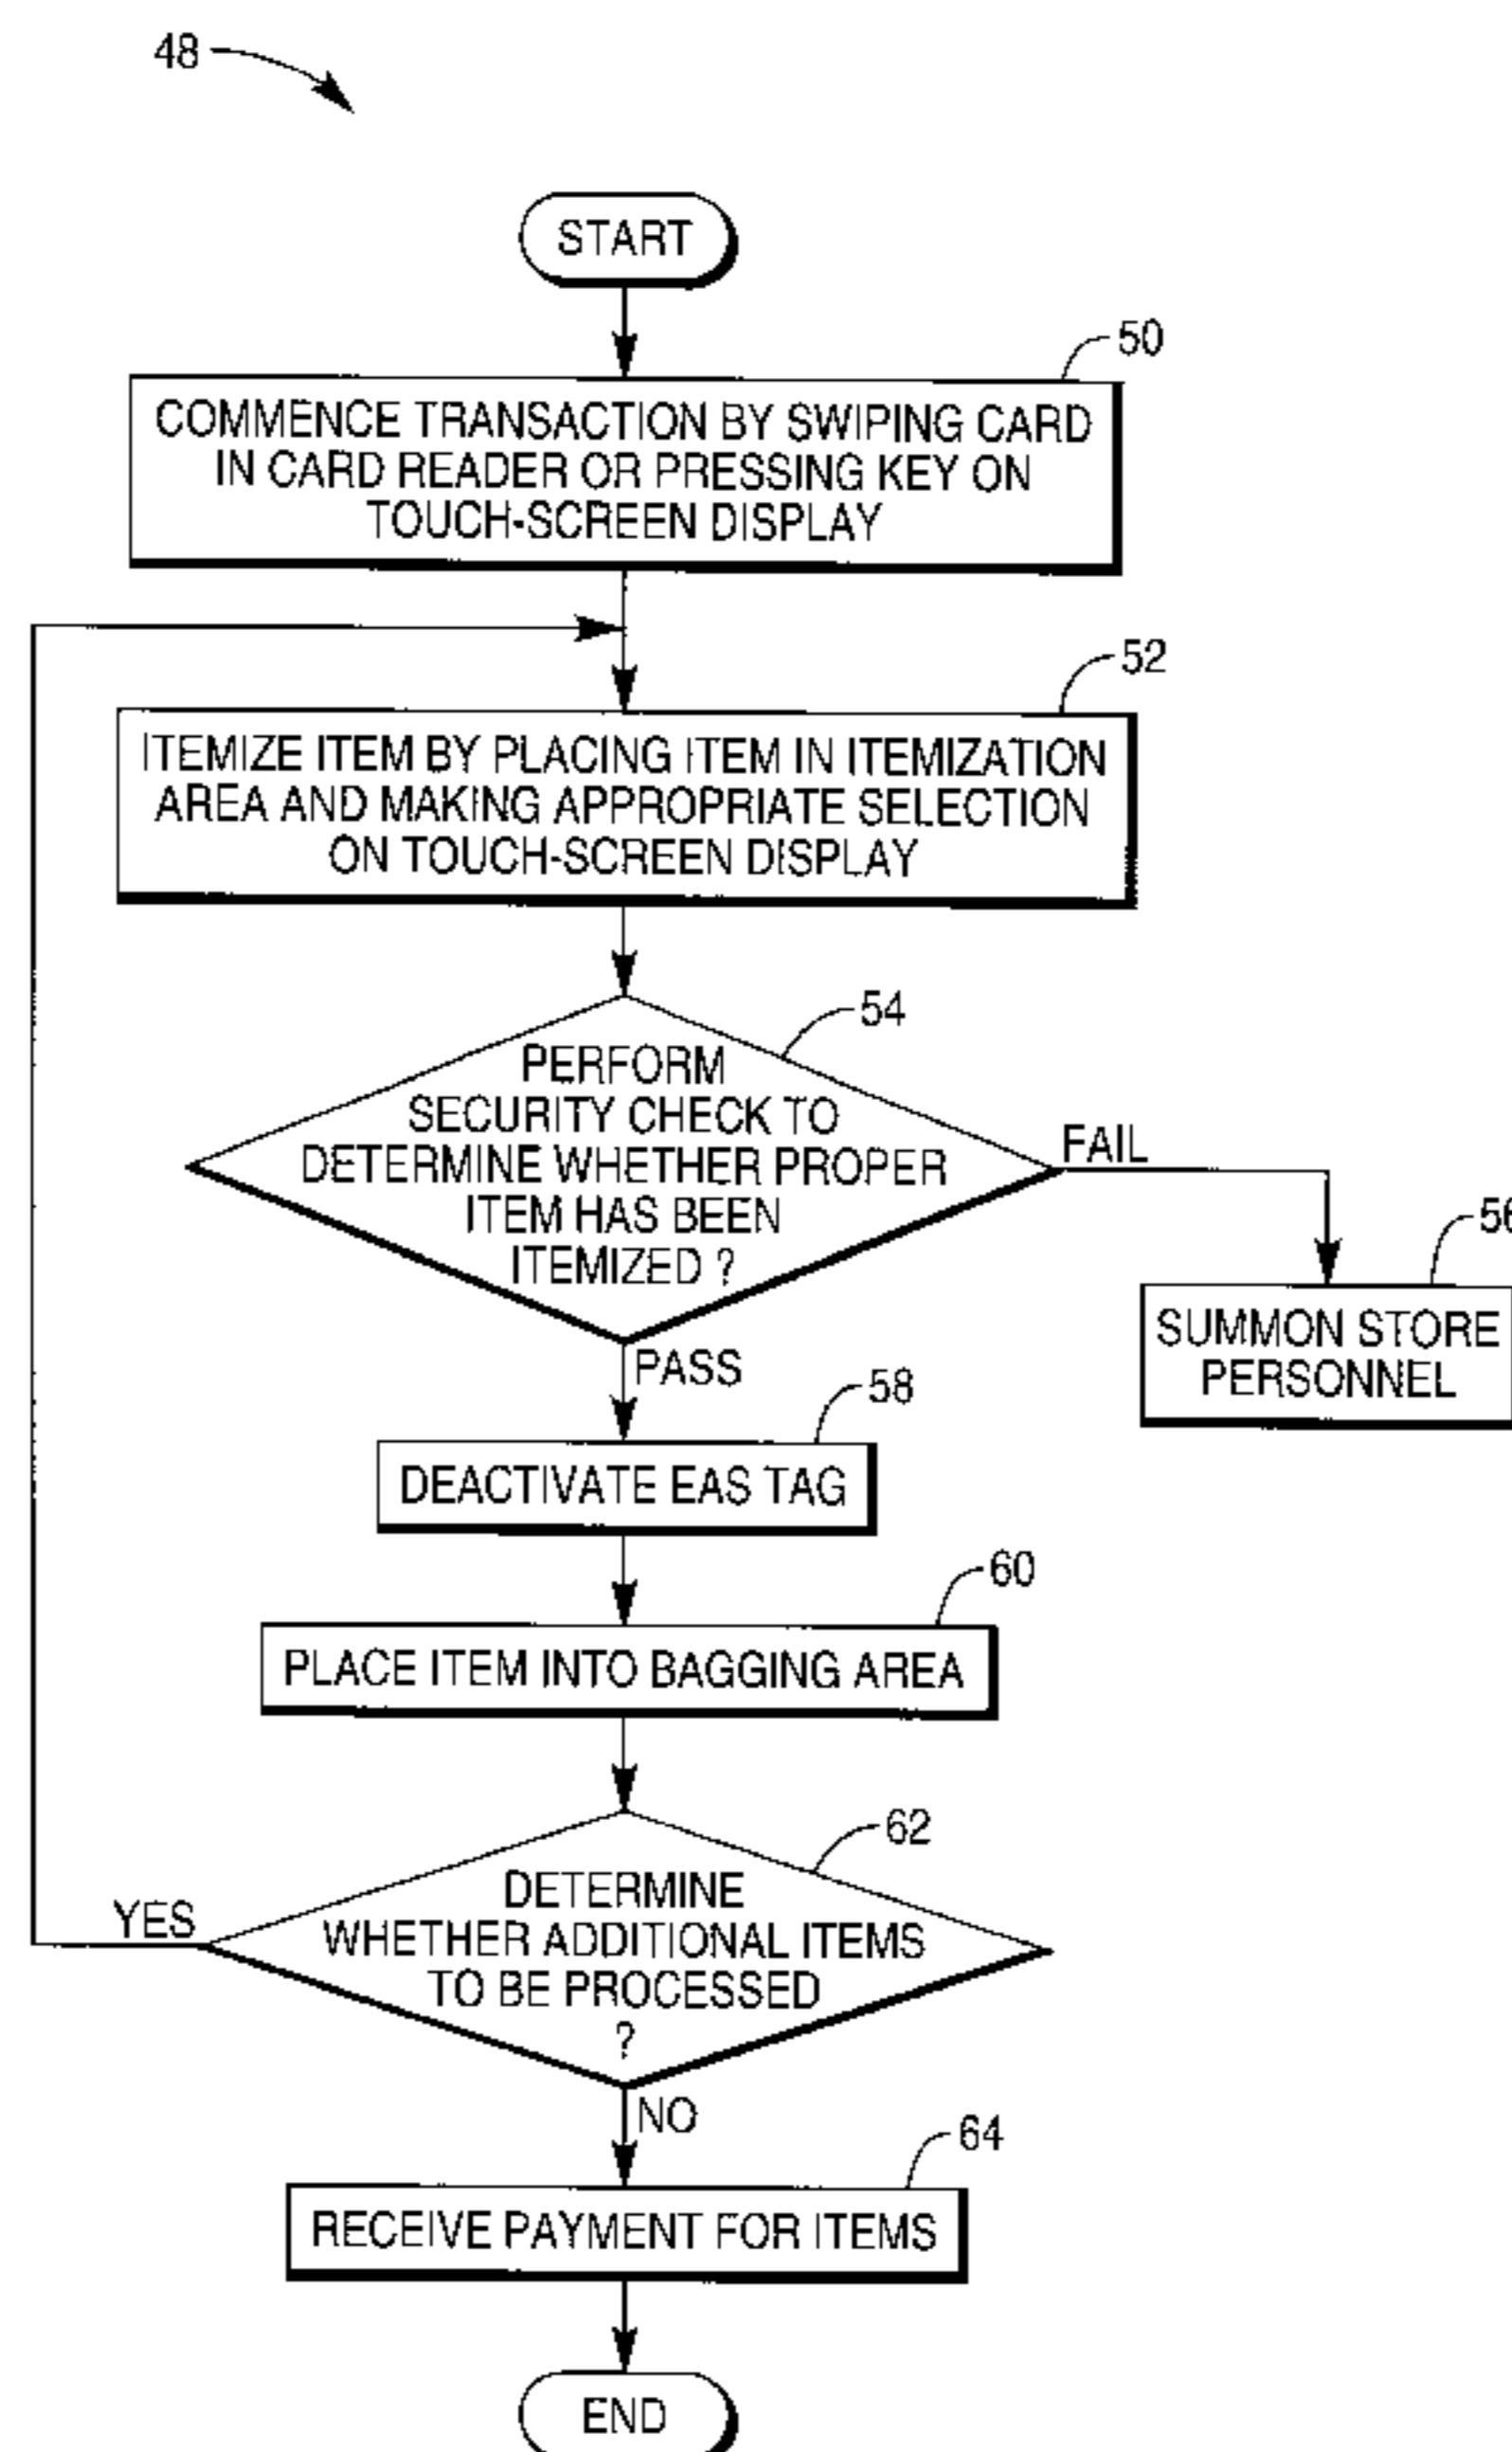 48
START
50
COMMENCE TRANSACTION BY SWIPING CARD
IN CARD READER OR PRESSING KEY ON
TOUCH-SCREEN DISPLAY
52
ITEMIZE ITEM BY PLACING ITEM IN ITEMIZATION
AREA AND MAKING APPROPRIATE SELECTION
ON TOUCH-SCREEN DISPLAY
54
PERFORM
SECURITY CHECK TO
DETERMINE WHETHER PROPER
ITEM HAS BEEN
ITEMIZED ?
FAIL
56
SUMMON STORE
PERSONNEL
PASS
58
DEACTIVATE EAS TAG
60
PLACE ITEM INTO BAGGING AREA
62
DETERMINE
WHETHER ADDITIONAL ITEMS
TO BE PROCESSED
?
YES
NO
64
RECEIVE PAYMENT FOR ITEMS
END